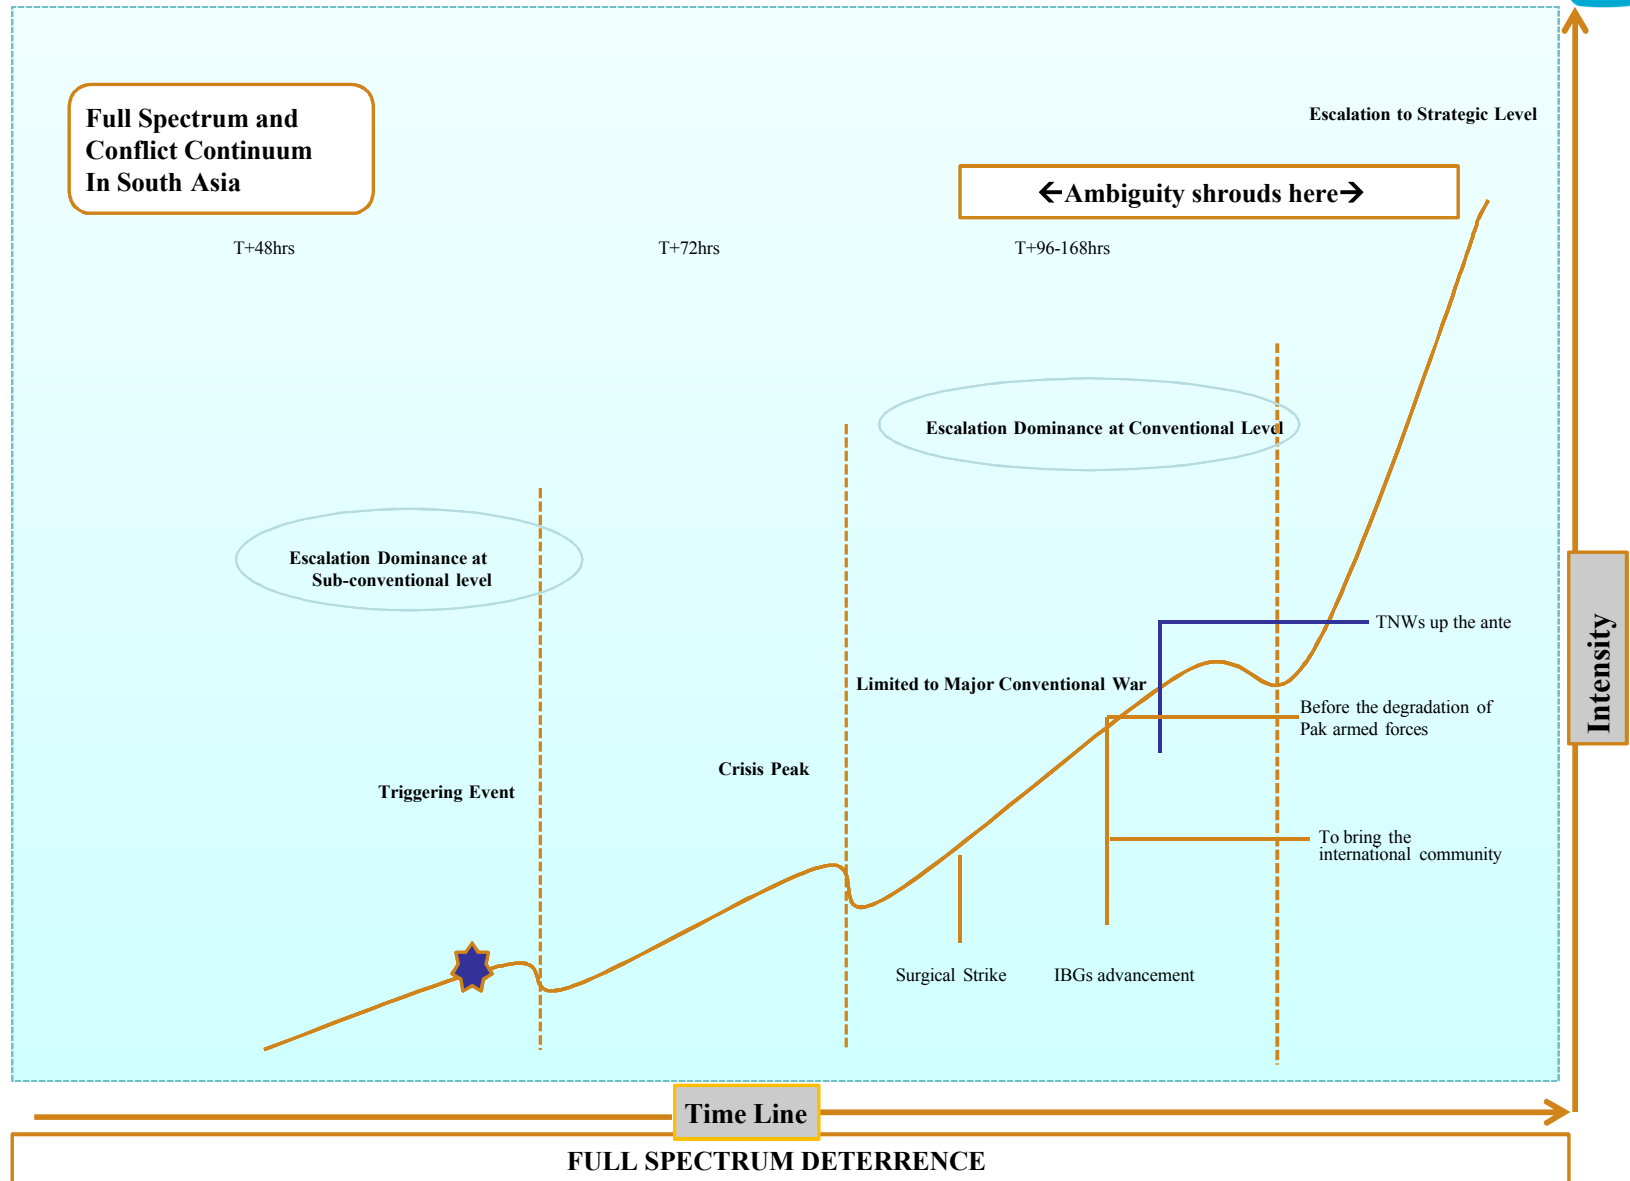 Full Spectrum and
Conflict Continuum
In South Asia
Escalation to Strategic Level
←Ambiguity shrouds here→
T+48hrs
T+72hrs
T+96-168hrs
Escalation Dominance at Conventional Level
Escalation Dominance at
Sub-conventional level
TNWs up the ante
Limited to Major Conventional War
Before the degradation of
Pak armed forces
Crisis Peak
Triggering Event
To bring the
international community
Surgical Strike
IBGs advancement
Intensity
Time Line
FULL SPECTRUM DETERRENCE